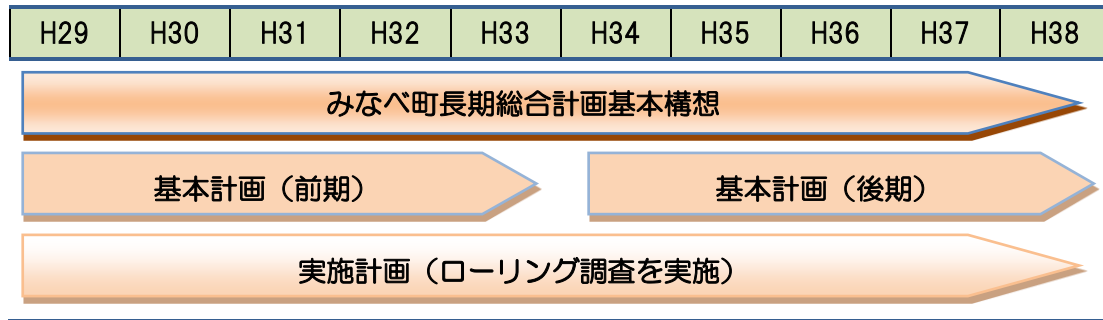 H29 H30 H31 H32 H33 H34 H35 H36 H37 H38
みなべ町長期総合計画基本構想
基本計画（前期） 基本計画（後期）
実施計画（ローリング調査を実施）